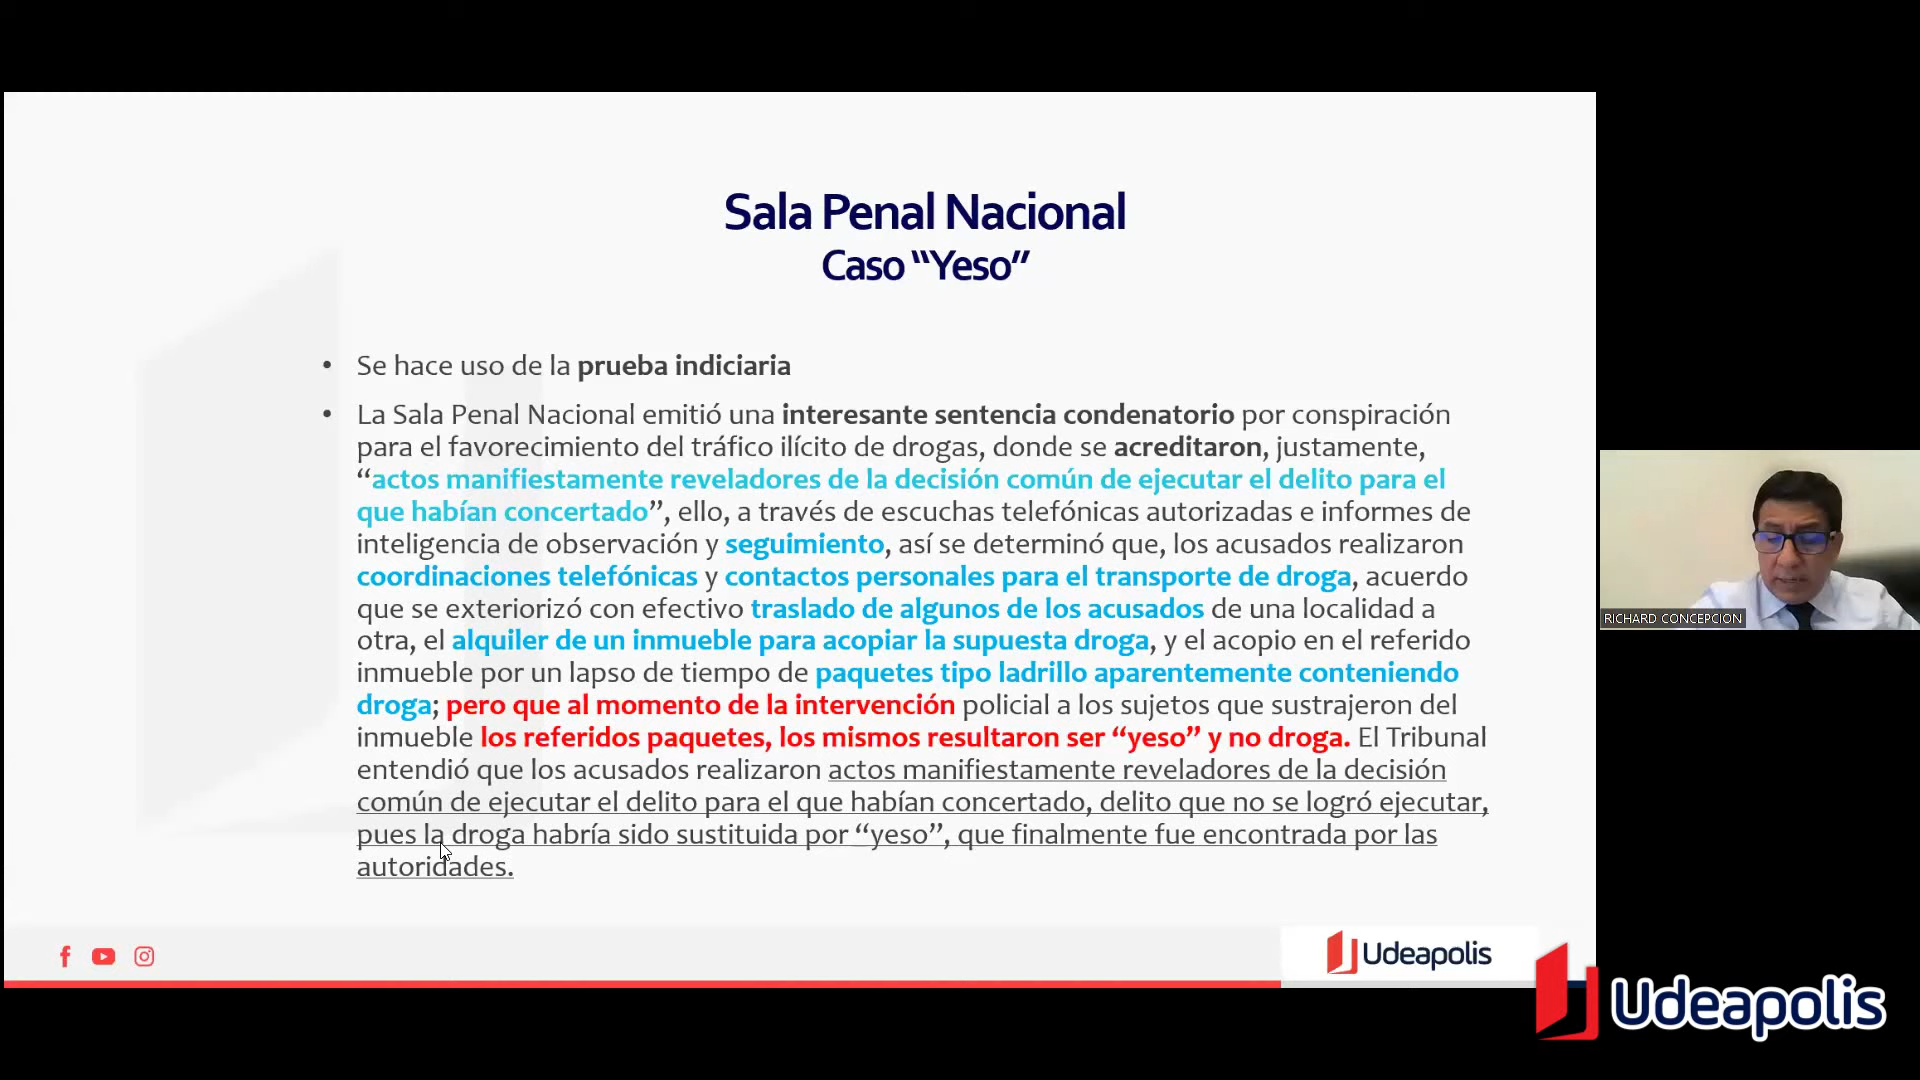 Sala Penal Nacional
Caso “Yeso”
• Se hace uso de la prueba indiciaria
• La Sala Penal Nacional emitió una interesante sentencia condenatorio por conspiración
para el favorecimiento del tráfico ilícito de drogas, donde se acreditaron, justamente,
“actos manifiestamente reveladores de la decisión común de ejecutar el delito para el
que habían concertado”, ello, a través de escuchas telefónicas autorizadas e informes de
inteligencia de observación y seguimiento, así se determinó que, los acusados realizaron
coordinaciones telefónicas y contactos personales para el transporte de droga, acuerdo
que se exteriorizó con efectivo traslado de algunos de los acusados de una localidad a
otra, el alquiler de un inmueble para acopiar la supuesta droga, y el acopio en el referido
inmueble por un lapso de tiempo de paquetes tipo ladrillo aparentemente conteniendo
droga; pero que al momento de la intervención policial a los sujetos que sustrajeron del
inmueble los referidos paquetes, los mismos resultaron ser “yeso” y no droga. El Tribunal
entendió que los acusados realizaron actos manifiestamente reveladores de la decisión
común de ejecutar el delito para el que habían concertado, delito que no se logró ejecutar,
pues la droga habría sido sustituida por “yeso”, que finalmente fue encontrada por las
autoridades.
RICHARD CONCEPCION
Udeapolis
Udeapolis